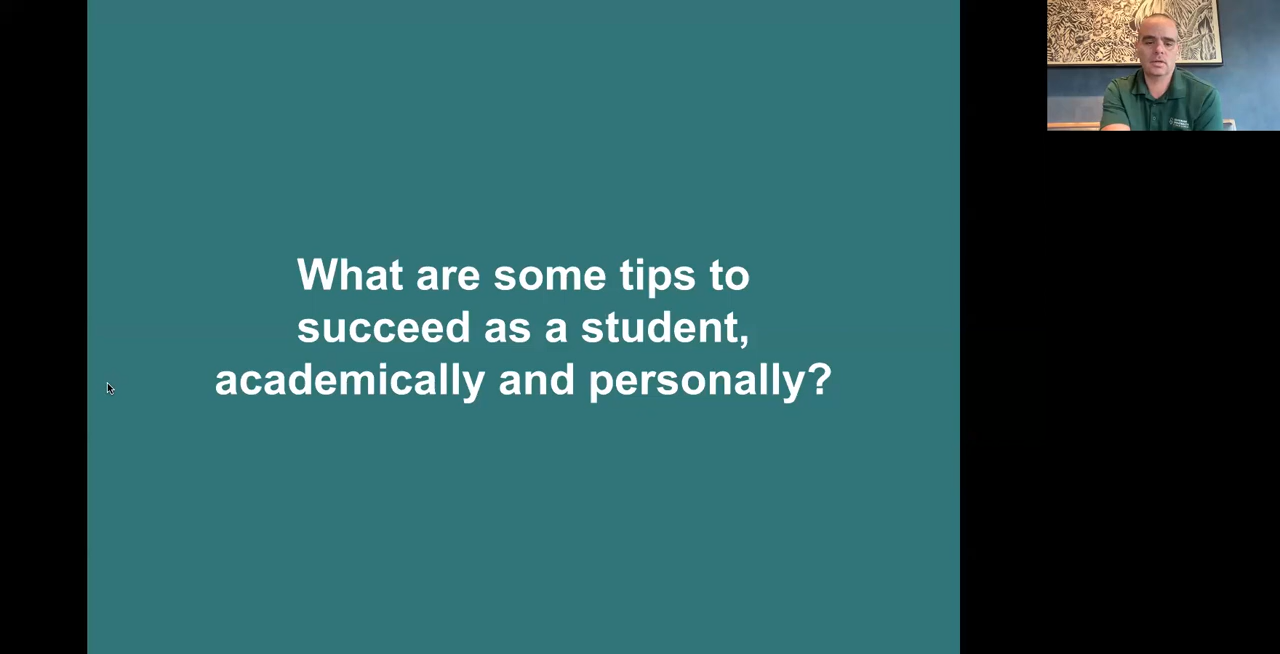 What are some tips to
succeed as a student,
academically and personally?